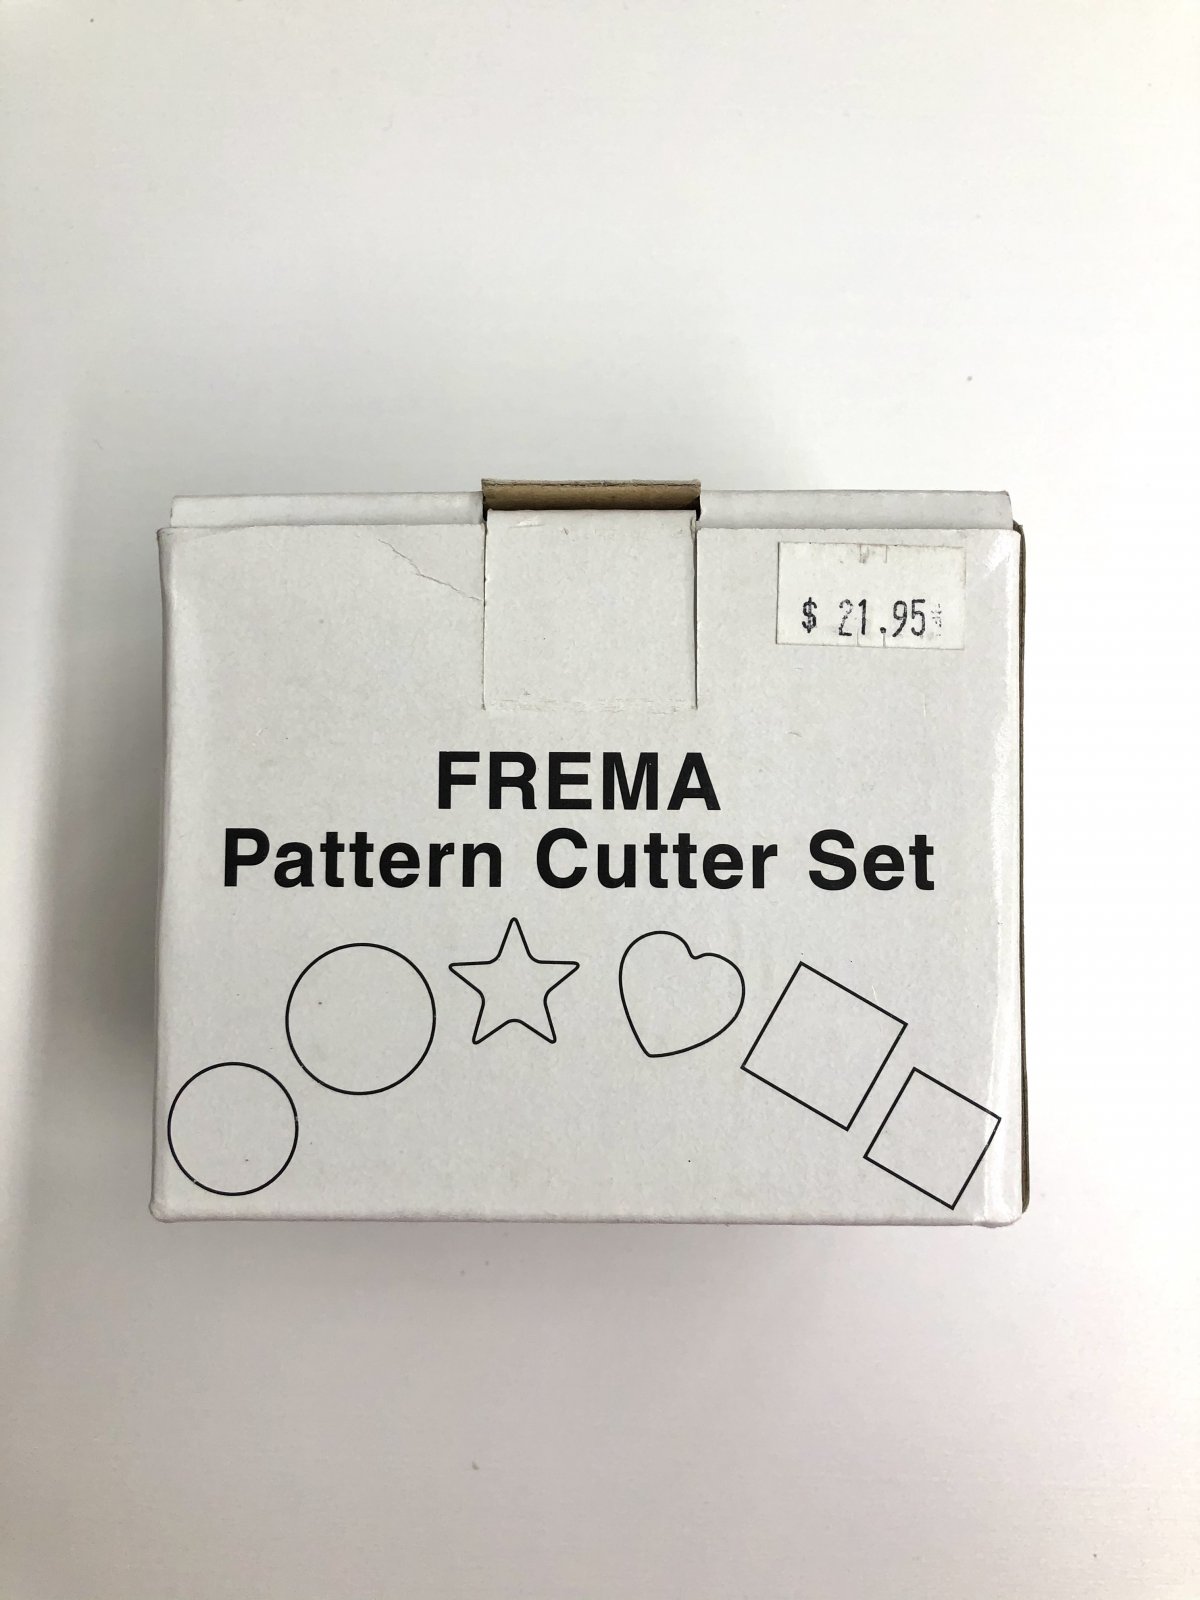 $ 21.95
FREMA
Pattern Cutter Set